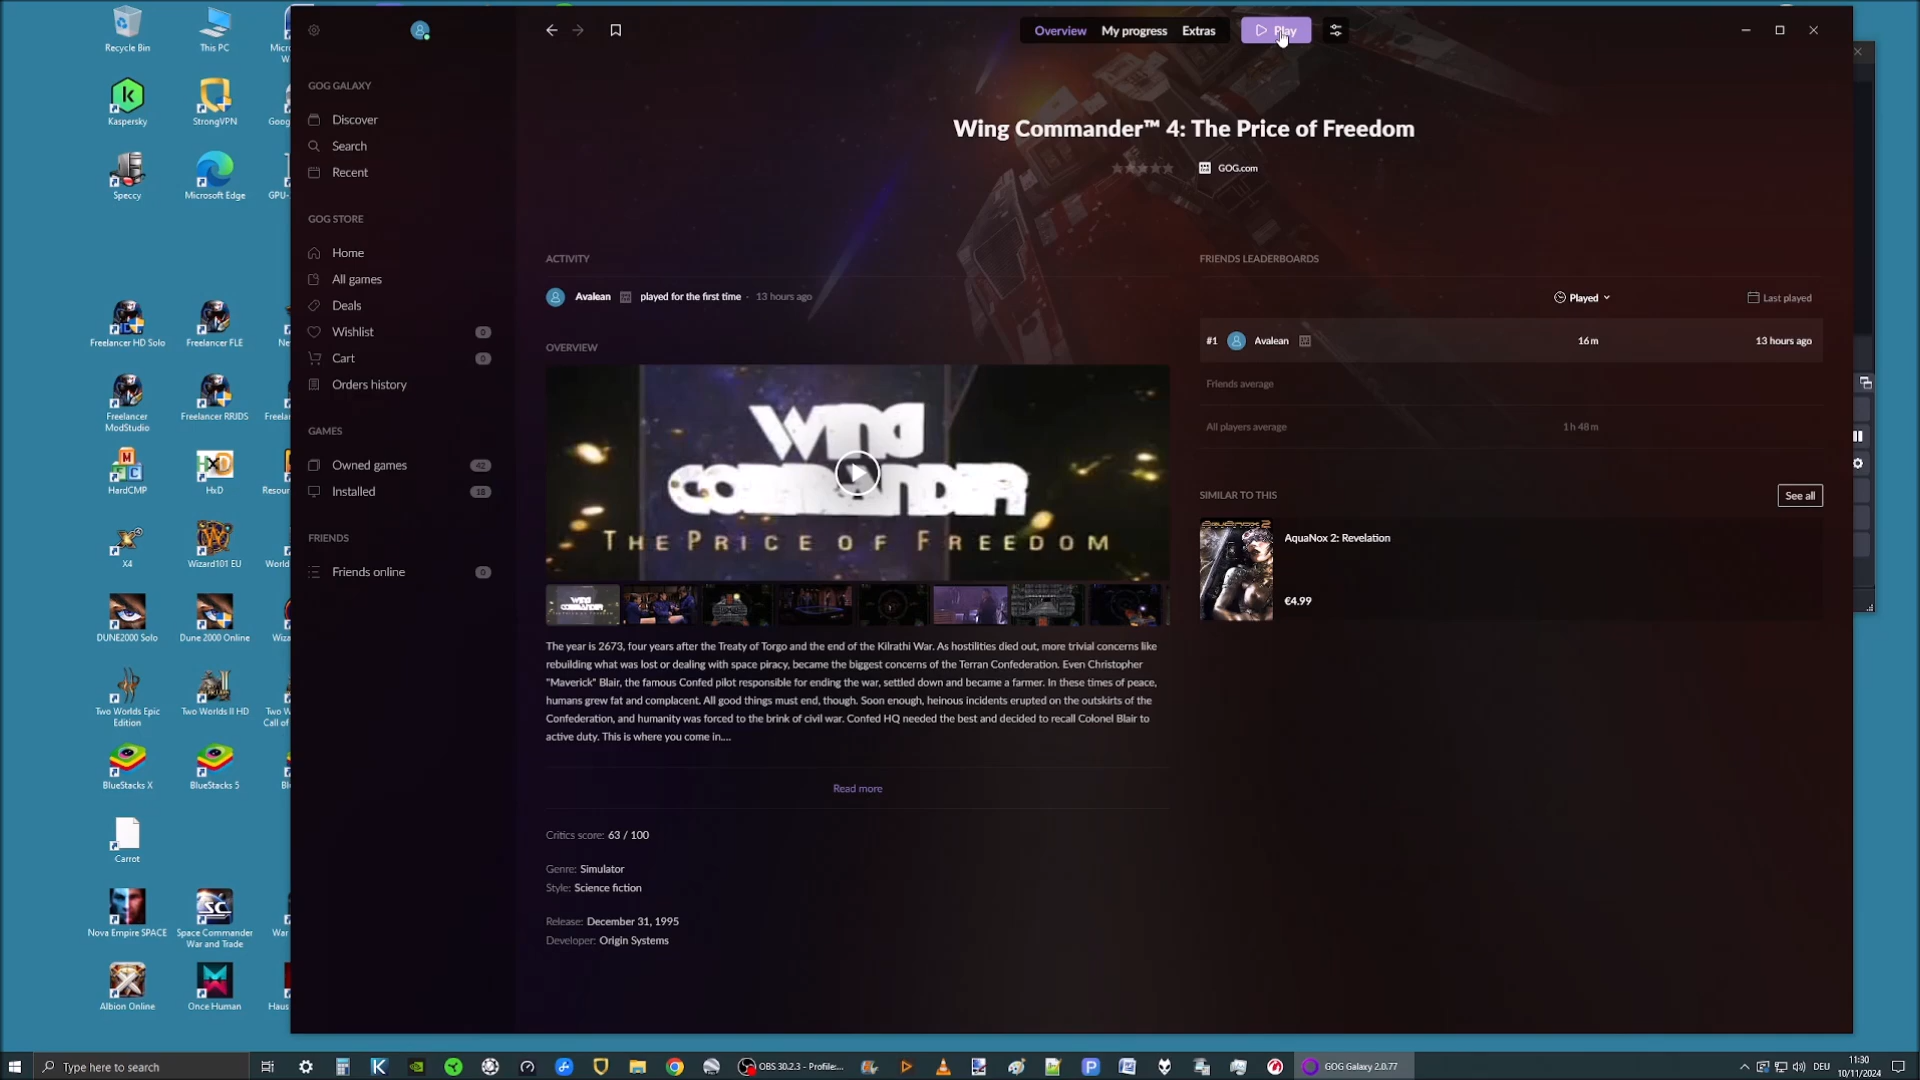 Recycle Bin
This PC
Kaspersky
StrongVPN
Speccy
Microsoft Edge
Freelancer HD Solo
Freelancer FLE
Freelancer
ModStudio
Freelancer RRJDS
HardCMP
HxD
X4
Wizard101 EU
DUNE2000 Solo
Dune 2000 Online
Two Worlds Epic
Edition
Two Worlds II HD
BlueStacks X
BlueStacks 5
Carrot
Nova Empire SPACE
Space Commander
War and Trade
Albion Online
Once Human
GOG GALAXY
Discover
Search
Recent
GOG STORE
Home
All games
Deals
Wishlist 0
Cart 0
Orders history
GAMES
Owned games 42
Installed 18
FRIENDS
Friends online 0
Overview My progress Extras Play
Wing Commander™ 4: The Price of Freedom
GOG.com
ACTIVITY
Avalean played for the first time · 13 hours ago
OVERVIEW
WING
COMMANDER
THE PRICE OF FREEDOM
The year is 2673, four years after the Treaty of Torgo and the end of the Kilrathi War. As hostilities died out, more trivial concerns like
rebuilding what was lost or dealing with space piracy, became the biggest concerns of the Terran Confederation. Even Christopher
"Maverick" Blair, the famous Confed pilot responsible for ending the war, settled down and became a farmer. In these times of peace,
humans grew fat and complacent. All good things must end, though. Soon enough, heinous incidents erupted on the outskirts of the
Confederation, and humanity was forced to the brink of civil war. Confed HQ needed the best and decided to recall Colonel Blair to
active duty. This is where you come in....
Read more
Critics score: 63 / 100
Genre: Simulator
Style: Science fiction
Release: December 31, 1995
Developer: Origin Systems
FRIENDS LEADERBOARDS
Played Last played
#1 Avalean 16 m 13 hours ago
Friends average
All players average 1 h 48 m
SIMILAR TO THIS
See all
AquaNox 2: Revelation
€4.99
Type here to search
OBS 30.2.3 - Profile:...
GOG Galaxy 2.0.77
DEU
11:30
10/11/2024